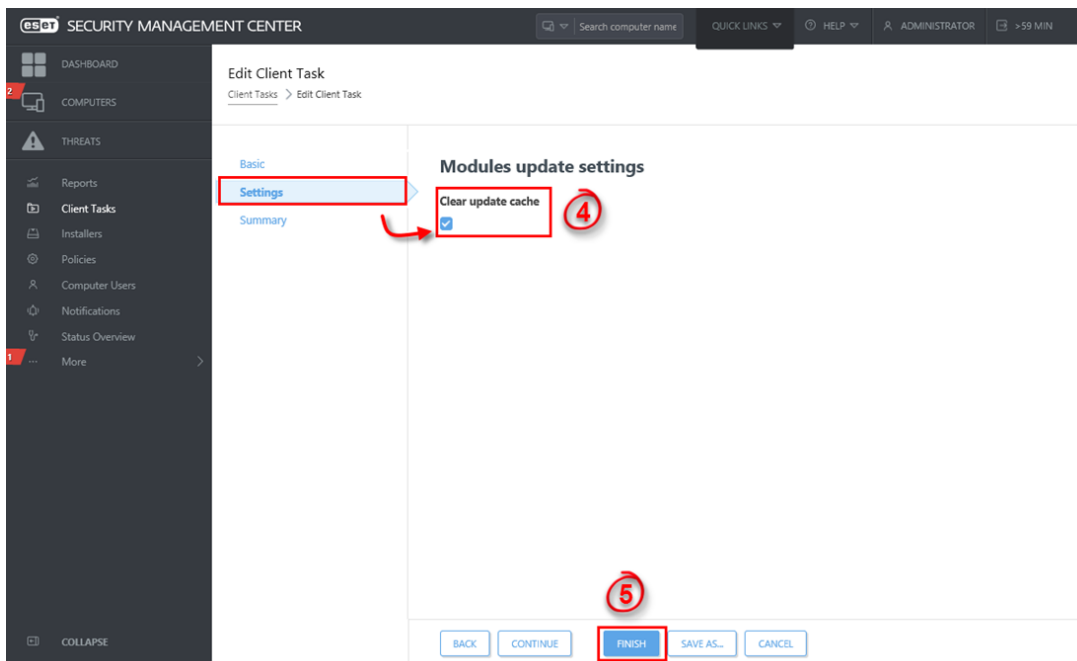 eseT SECURITY MANAGEMENT CENTER
Search computer name
QUICK LINKS
HELP
ADMINISTRATOR
>59 MIN
DASHBOARD
2
COMPUTERS
THREATS
Reports
Client Tasks
Installers
Policies
Computer Users
Notifications
Status Overview
1
More
COLLAPSE
Edit Client Task
Client Tasks > Edit Client Task
Basic
Settings
Summary
Modules update settings
Clear update cache
4
5
BACK
CONTINUE
FINISH
SAVE AS...
CANCEL